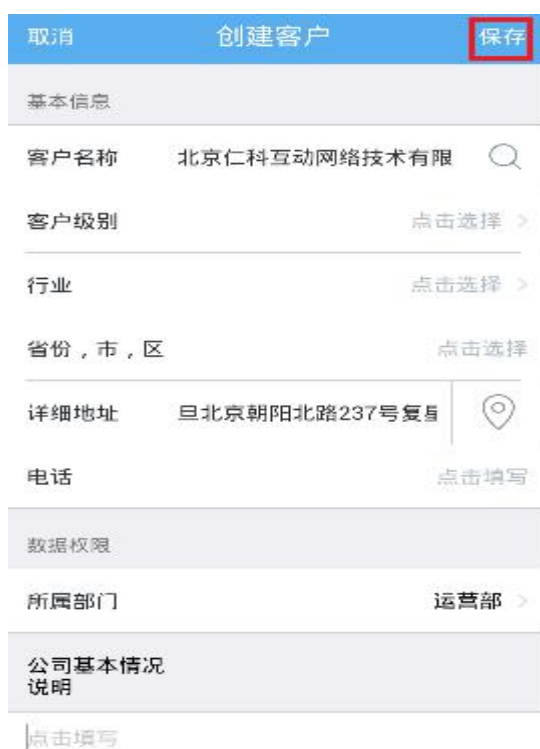 取消 创建客户 保存
基本信息
客户名称 北京仁科互动网络技术有限
客户级别 点击选择
行业 点击选择
省份，市，区 点击选择
详细地址 旦北京朝阳北路237号复星
电话 点击填写
数据权限
所属部门 运营部
公司基本情况
说明
点击填写